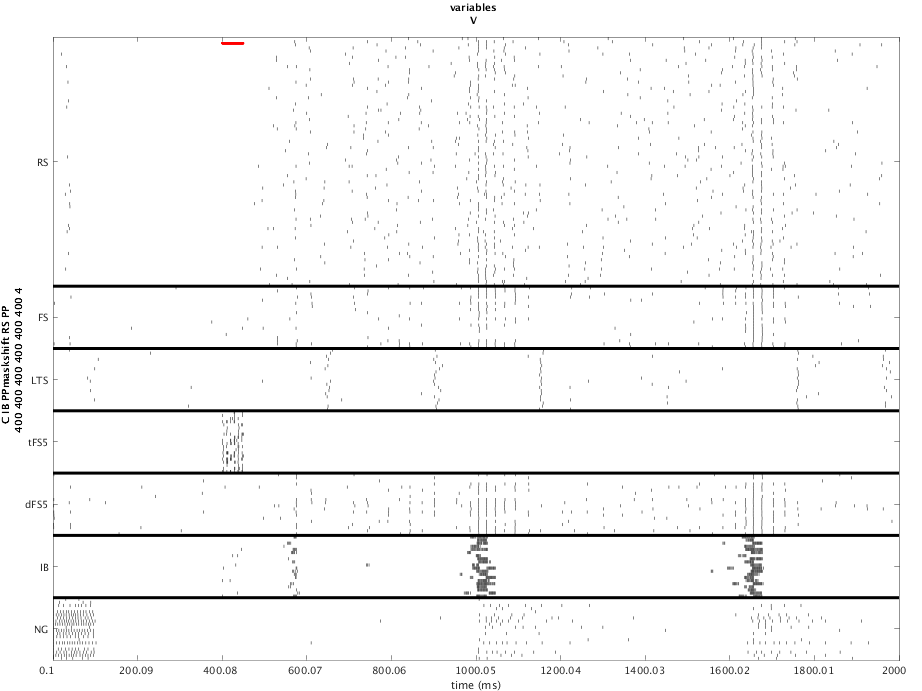 variables
V
C IB PPmaskshift RS PP
400 400 400 400 400 400 4
RS
FS
LTS
tFS5
dFS5
IB
NG
0.1 200.09 400.08 600.07 800.06 1000.05 1200.04 1400.03 1600.02 1800.01 2000
time (ms)